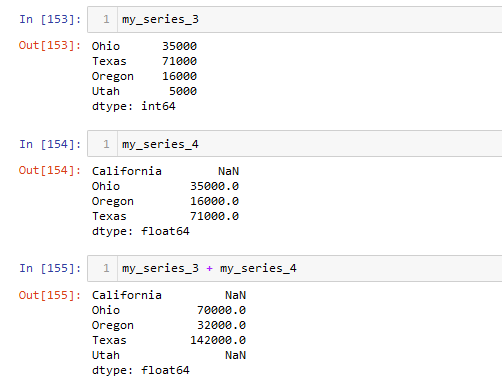 In [153]: 1 my_series_3
Out[153]: Ohio 35000
Texas 71000
Oregon 16000
Utah 5000
dtype: int64
In [154]: 1 my_series_4
Out[154]: California NaN
Ohio 35000.0
Oregon 16000.0
Texas 71000.0
dtype: float64
In [155]: 1 my_series_3 + my_series_4
Out[155]: California NaN
Ohio 70000.0
Oregon 32000.0
Texas 142000.0
Utah NaN
dtype: float64